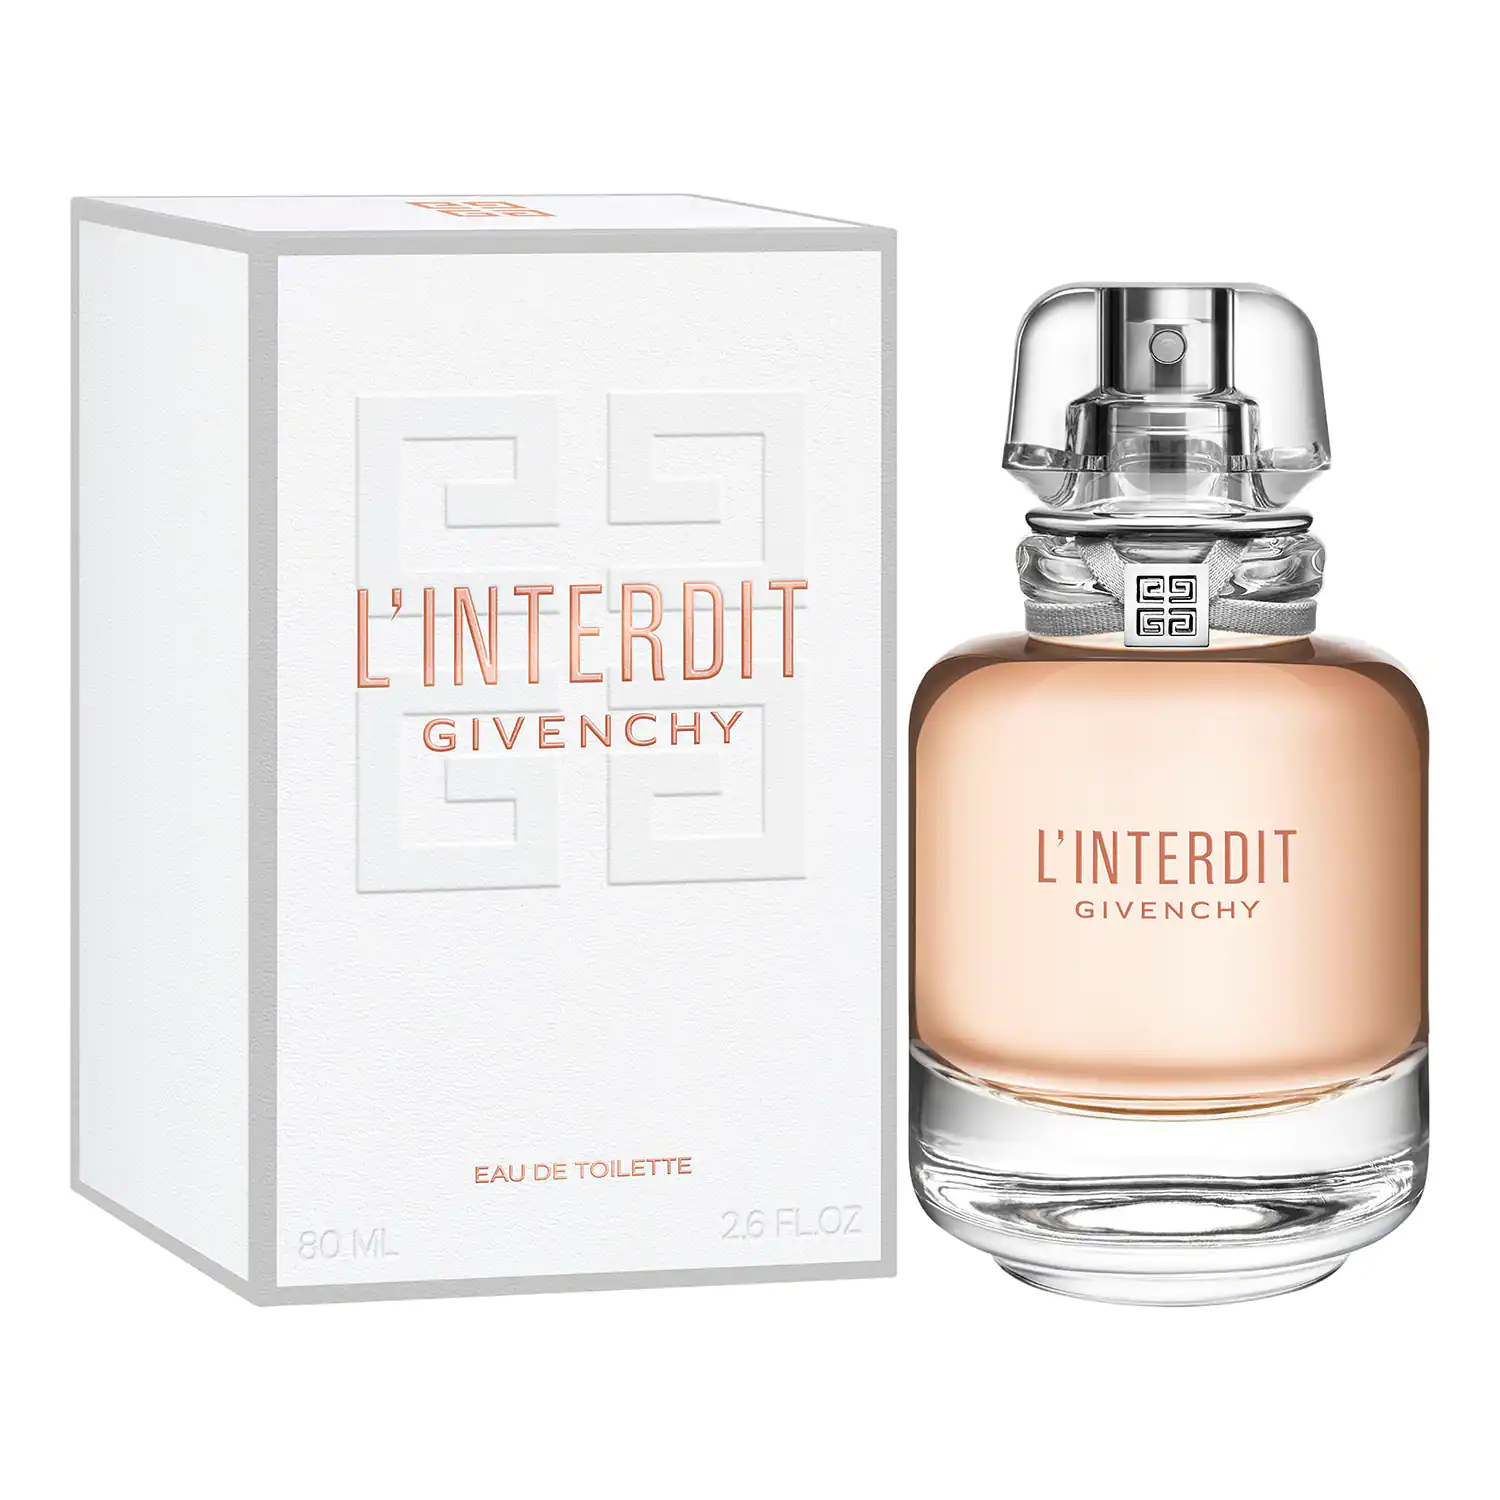 L'INTERDIT
GIVENCHY
EAU DE TOILETTE
80 ML
2.6 FL.OZ
L'INTERDIT
GIVENCHY